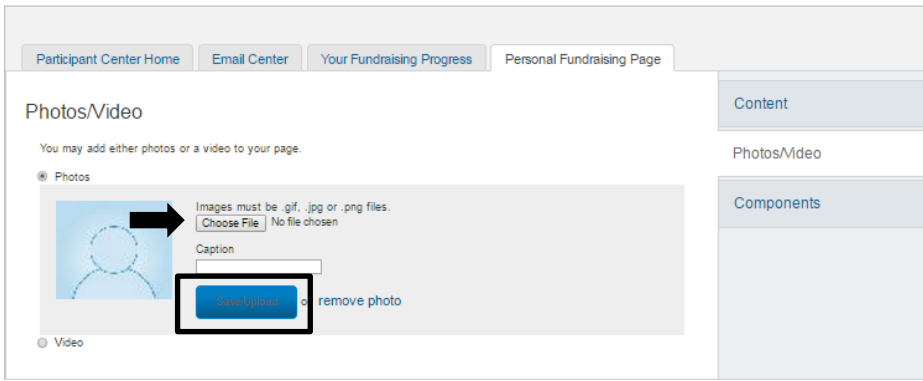 Participant Center Home Email Center Your Fundraising Progress Personal Fundraising Page
Photos/Video
You may add either photos or a video to your page.
Photos
Images must be .gif, .jpg or .png files.
Choose File No file chosen
Caption
Save/Upload or remove photo
Video
Content
Photos/Video
Components